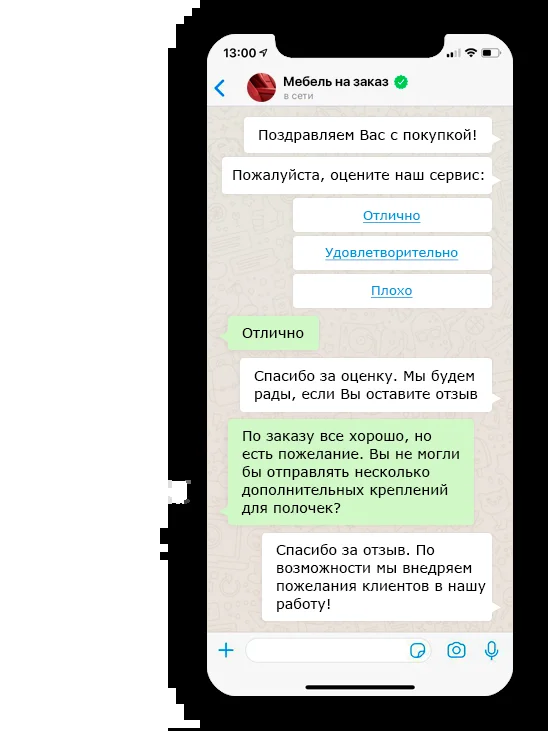 13:00
Мебель на заказ
в сети
Поздравляем Вас с покупкой!
Пожалуйста, оцените наш сервис:
Отлично
Удовлетворительно
Плохо
Отлично
Спасибо за оценку. Мы будем
рады, если Вы оставите отзыв
По заказу все хорошо, но
есть пожелание. Вы не могли
бы отправлять несколько
дополнительных креплений
для полочек?
Спасибо за отзыв. По
возможности мы внедряем
пожелания клиентов в нашу
работу!